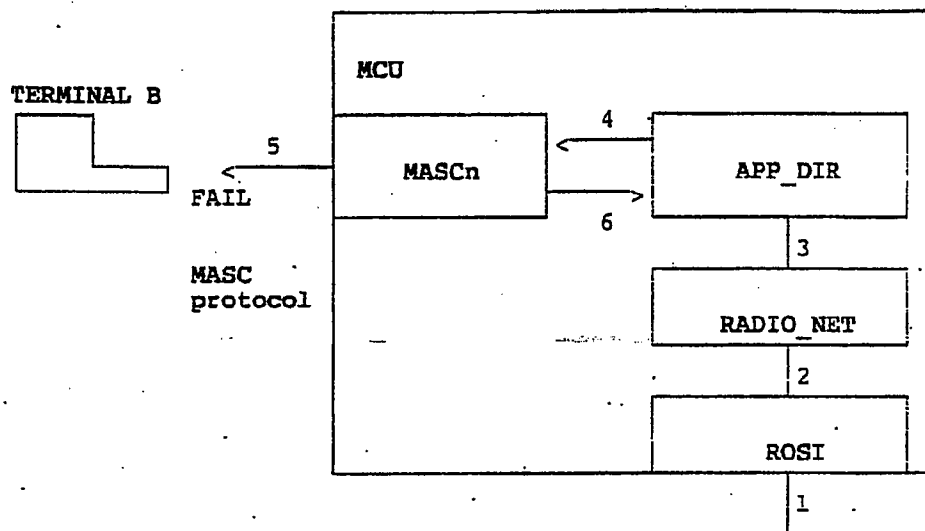 MCU
TERMINAL B
5
4
MASCn
APP_DIR
FAIL
6
3
MASC
protocol
RADIO_NET
2
ROSI
1